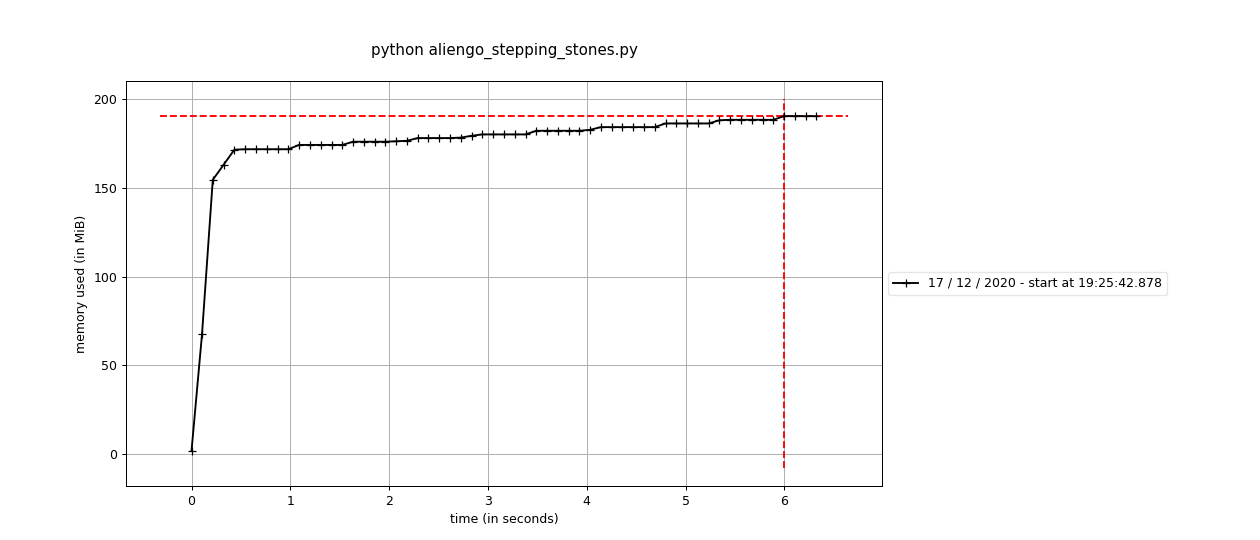 python aliengo_stepping_stones.py
200
150
100
50
0
memory used (in MiB)
0 1 2 3 4 5 6
time (in seconds)
17 / 12 / 2020 - start at 19:25:42.878